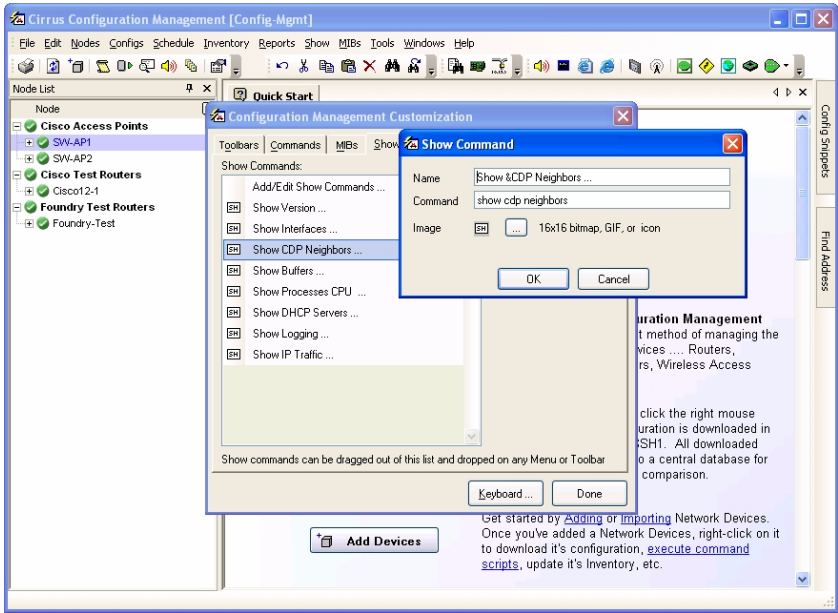 Cirrus Configuration Management [Config-Mgmt]
File Edit Nodes Configs Schedule Inventory Reports Show MIBs Tools Windows Help
Node List
Node
Cisco Access Points
SW-AP1
SW-AP2
Cisco Test Routers
Cisco12-1
Foundry Test Routers
Foundry-Test
Quick Start
Configuration Management Customization
Toolbars Commands MIBs Show
Show Commands:
Add/Edit Show Commands ...
SH Show Version ...
SH Show Interfaces ...
SH Show CDP Neighbors ...
SH Show Buffers ...
SH Show Processes CPU ...
SH Show DHCP Servers ...
SH Show Logging ...
SH Show IP Traffic ...
Show commands can be dragged out of this list and dropped on any Menu or Toolbar
Keyboard ... Done
Show Command
Name Show &CDP Neighbors ...
Command show cdp neighbors
Image SH ... 16x16 bitmap, GIF, or icon
OK Cancel
uration Management
t method of managing the
vices .... Routers,
rs, Wireless Access
click the right mouse
uration is downloaded in
SSH1. All downloaded
o a central database for
comparison.
Add Devices
Get started by Adding or Importing Network Devices.
Once you've added a Network Devices, right-click on it
to download it's configuration, execute command
scripts, update it's Inventory, etc.
Config Snippets
Find Address